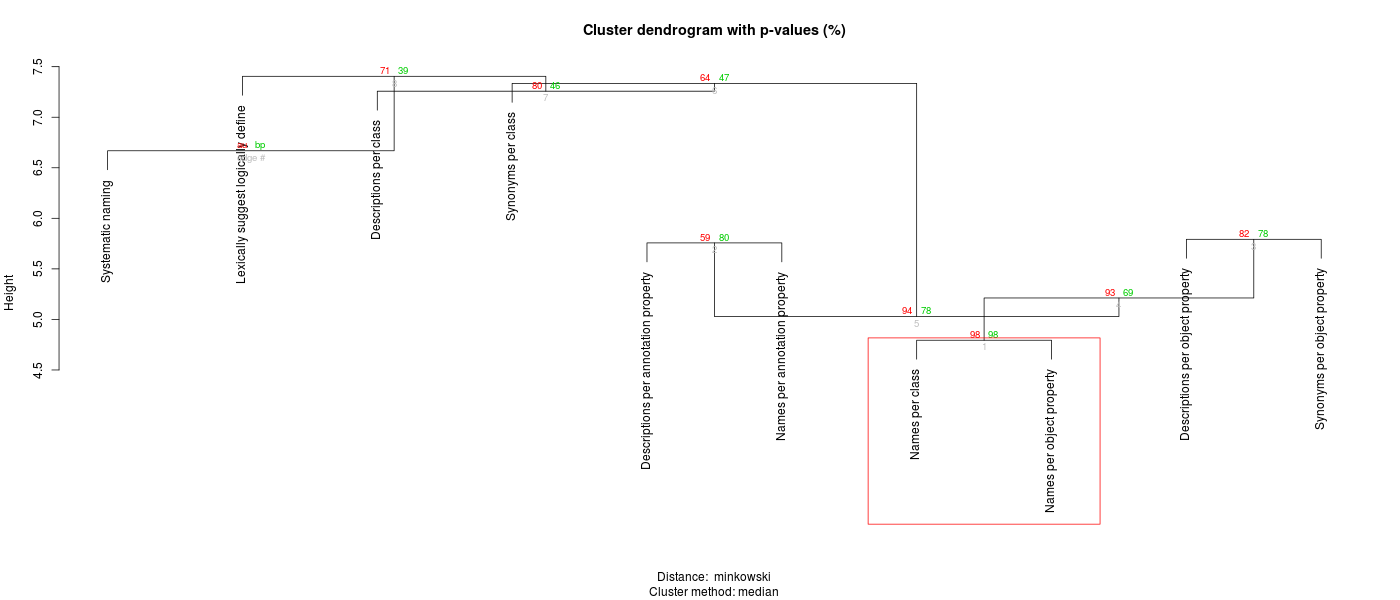 Cluster dendrogram with p-values (%)
Height
7.5
7.0
6.5
6.0
5.5
5.0
4.5
71 39
64 47
80 46
7
bp
edge #
59 80
82 78
93 69
94 78
5
98 98
1
Systematic naming
Lexically suggest logically define
Descriptions per class
Synonyms per class
Descriptions per annotation property
Names per annotation property
Names per class
Names per object property
Descriptions per object property
Synonyms per object property
Distance: minkowski
Cluster method: median